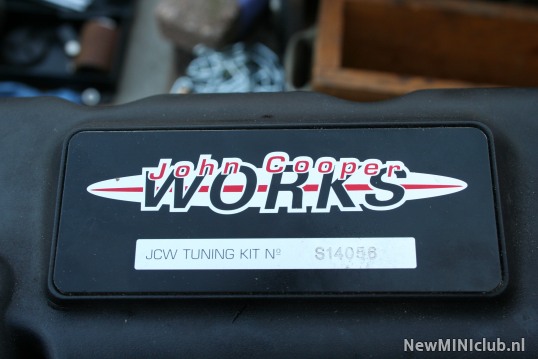 John Cooper
WORKS
JCW TUNING KIT Nº S14056
NewMINIclub.nl